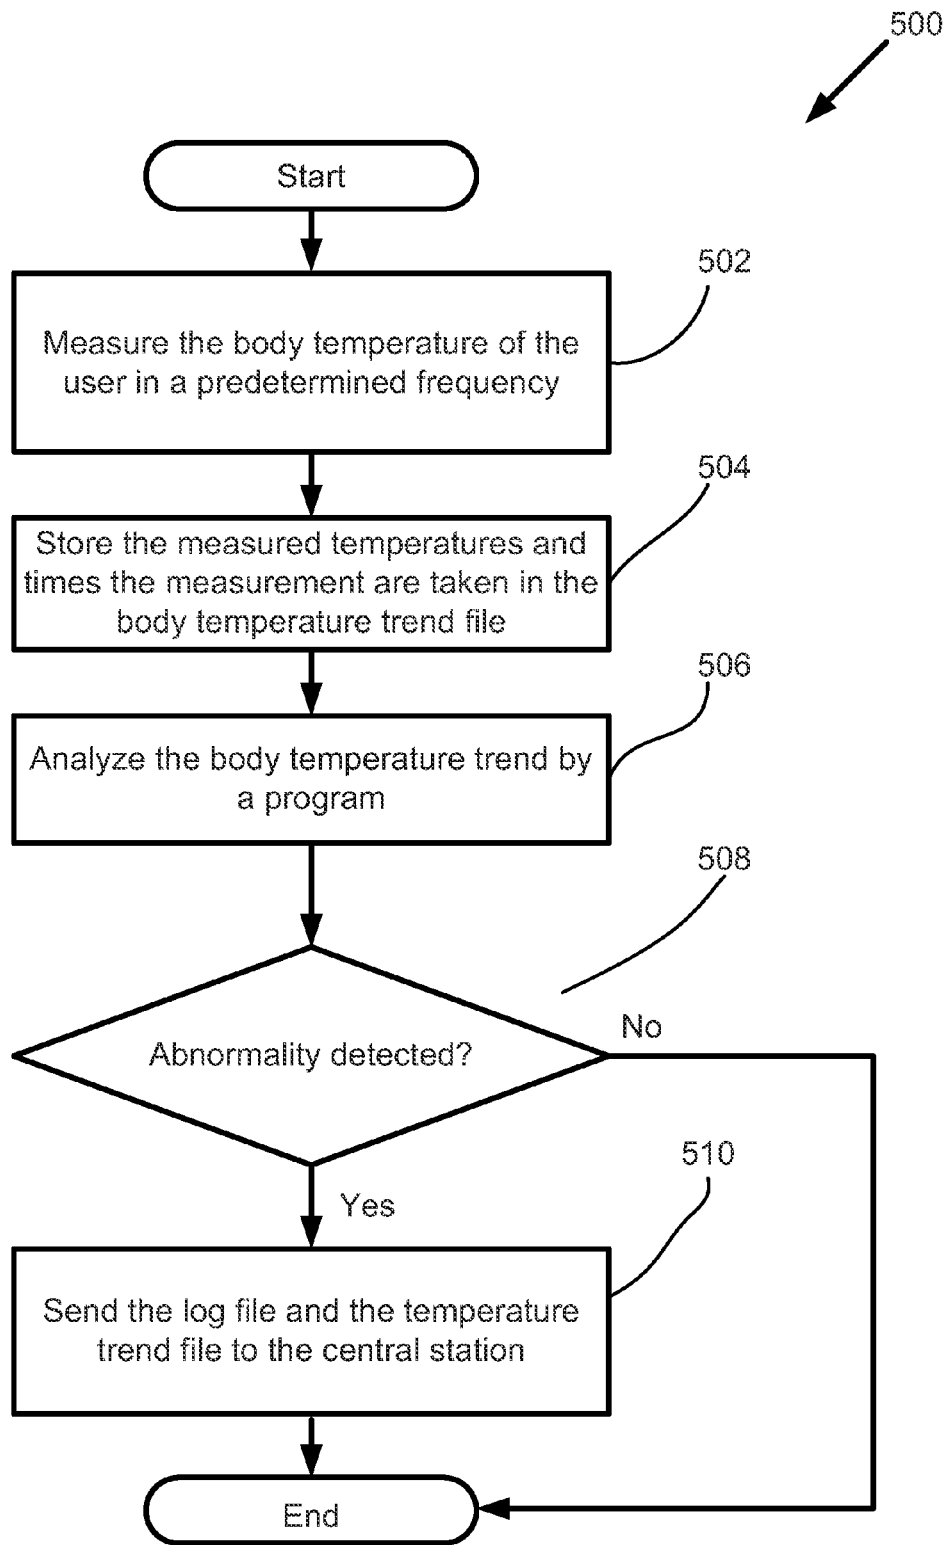 500
Start
502
Measure the body temperature of the
user in a predetermined frequency
504
Store the measured temperatures and
times the measurement are taken in the
body temperature trend file
506
Analyze the body temperature trend by
a program
508
Abnormality detected?
No
Yes
510
Send the log file and the temperature
trend file to the central station
End